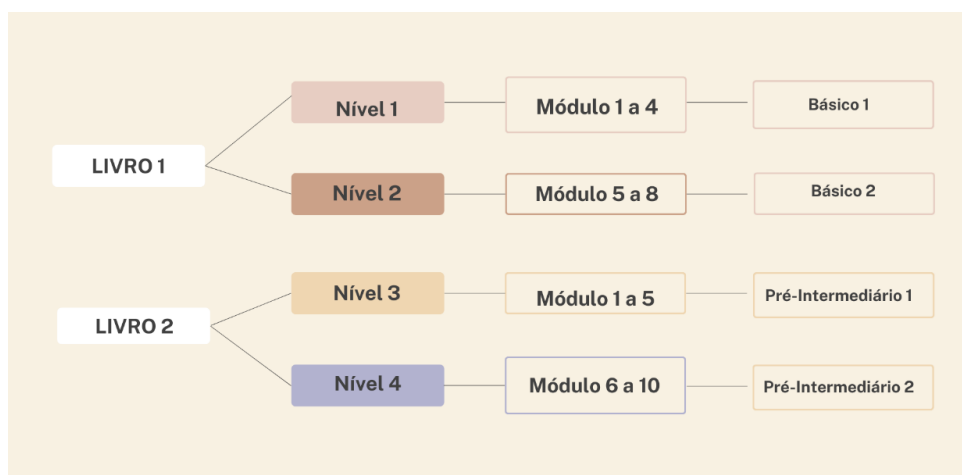 LIVRO 1
Nível 1
Módulo 1 a 4
Básico 1
Nível 2
Módulo 5 a 8
Básico 2
LIVRO 2
Nível 3
Módulo 1 a 5
Pré-Intermediário 1
Nível 4
Módulo 6 a 10
Pré-Intermediário 2